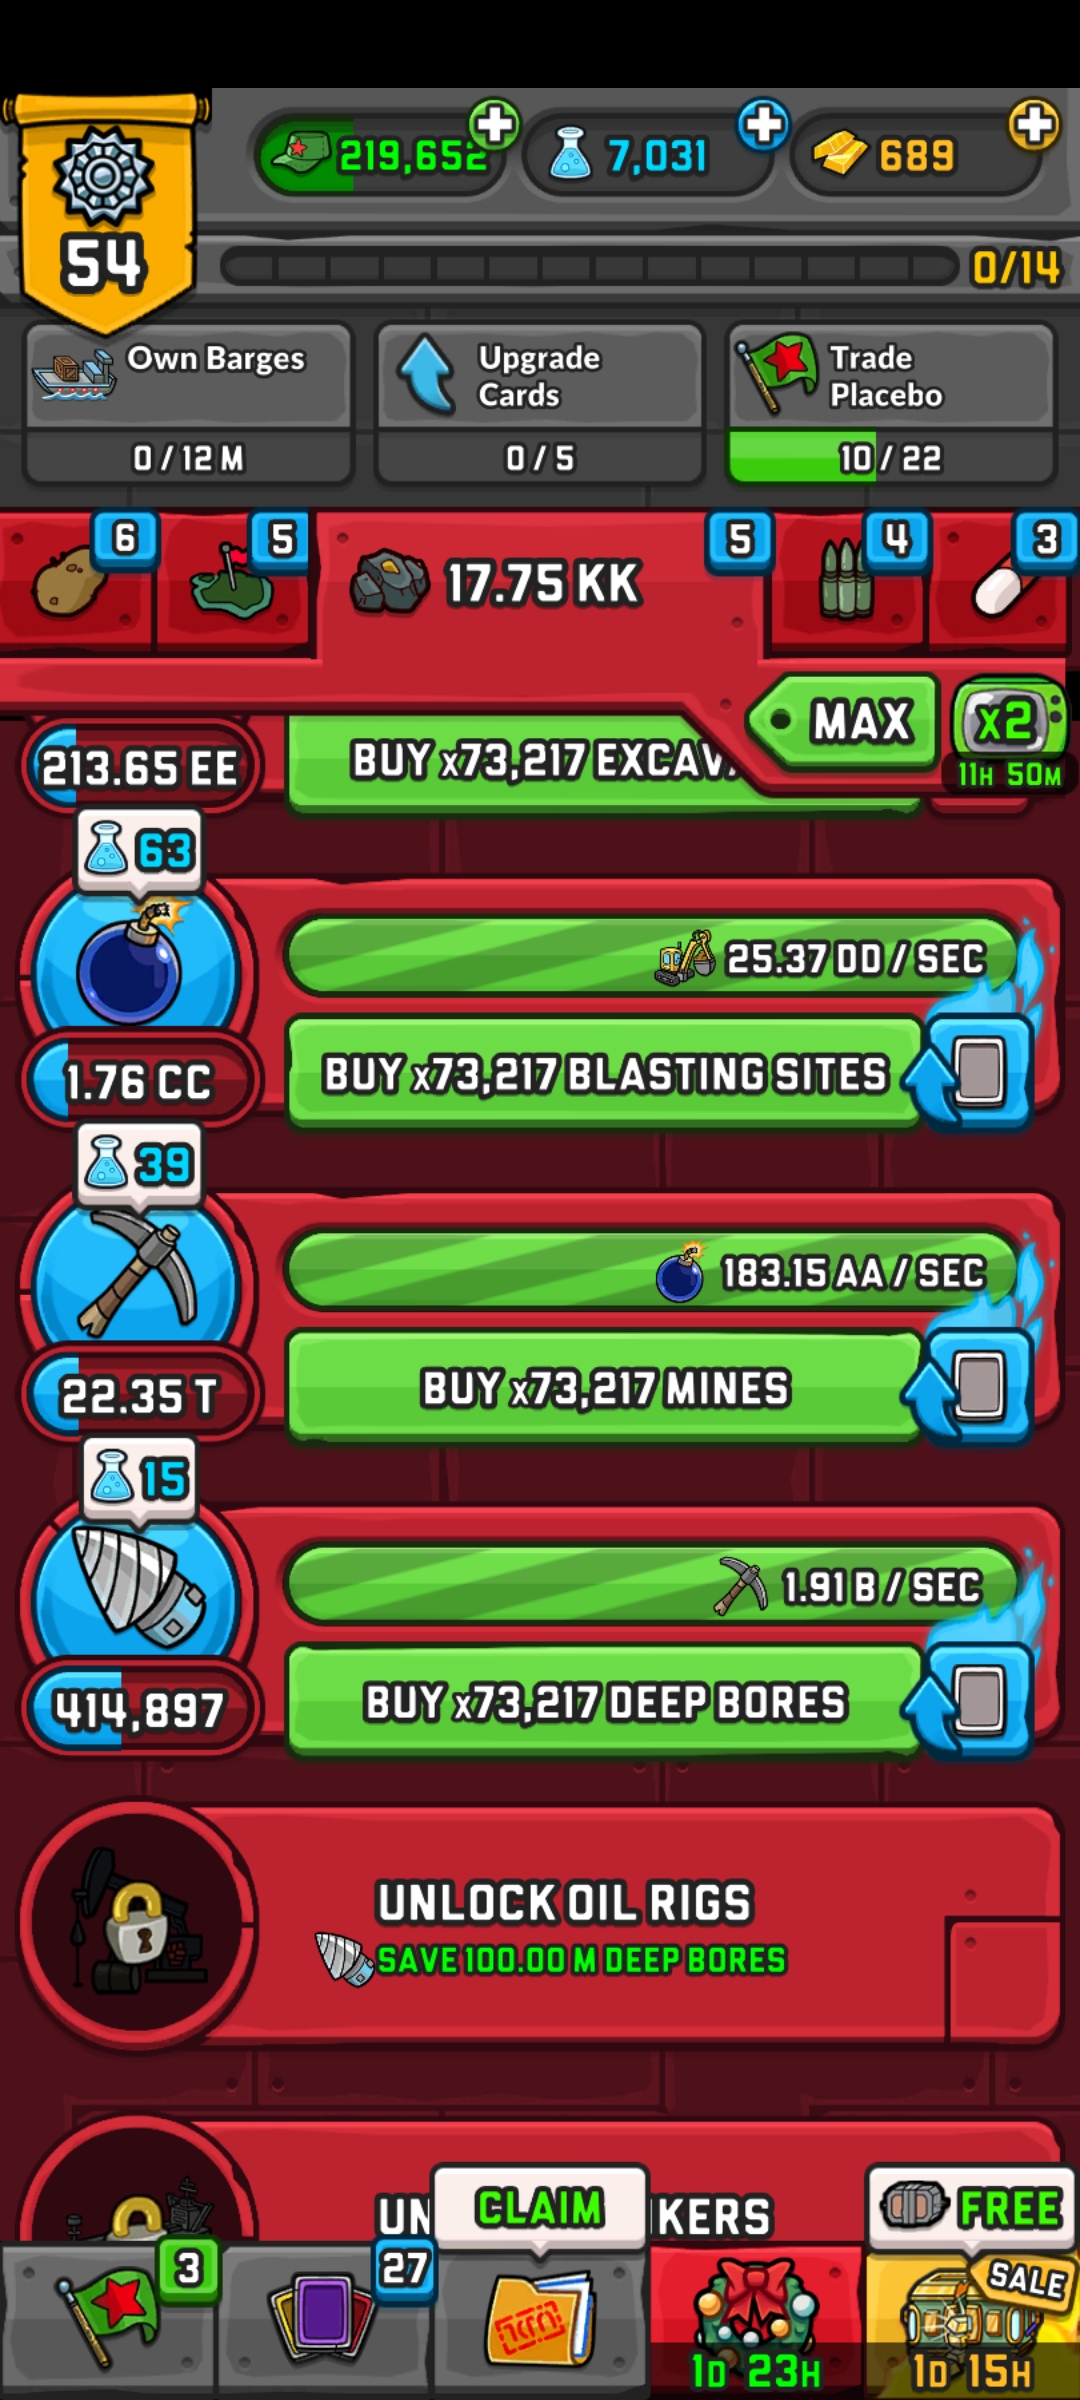 219,652
7,031
689
54
0/14
Own Barges
0 / 12 M
Upgrade
Cards
0 / 5
Trade
Placebo
10 / 22
6
5
17.75 KK
5
4
3
MAX
x2
11H 50M
213.65 EE
BUY x73,217 EXCAV
63
25.37 DD / SEC
1.76 CC
BUY x73,217 BLASTING SITES
39
183.15 AA / SEC
22.35 T
BUY x73,217 MINES
15
1.91 B / SEC
414,897
BUY x73,217 DEEP BORES
UNLOCK OIL RIGS
SAVE 100.00 M DEEP BORES
UN
KERS
CLAIM
FREE
3
27
SALE
1D 23H
1D 15H